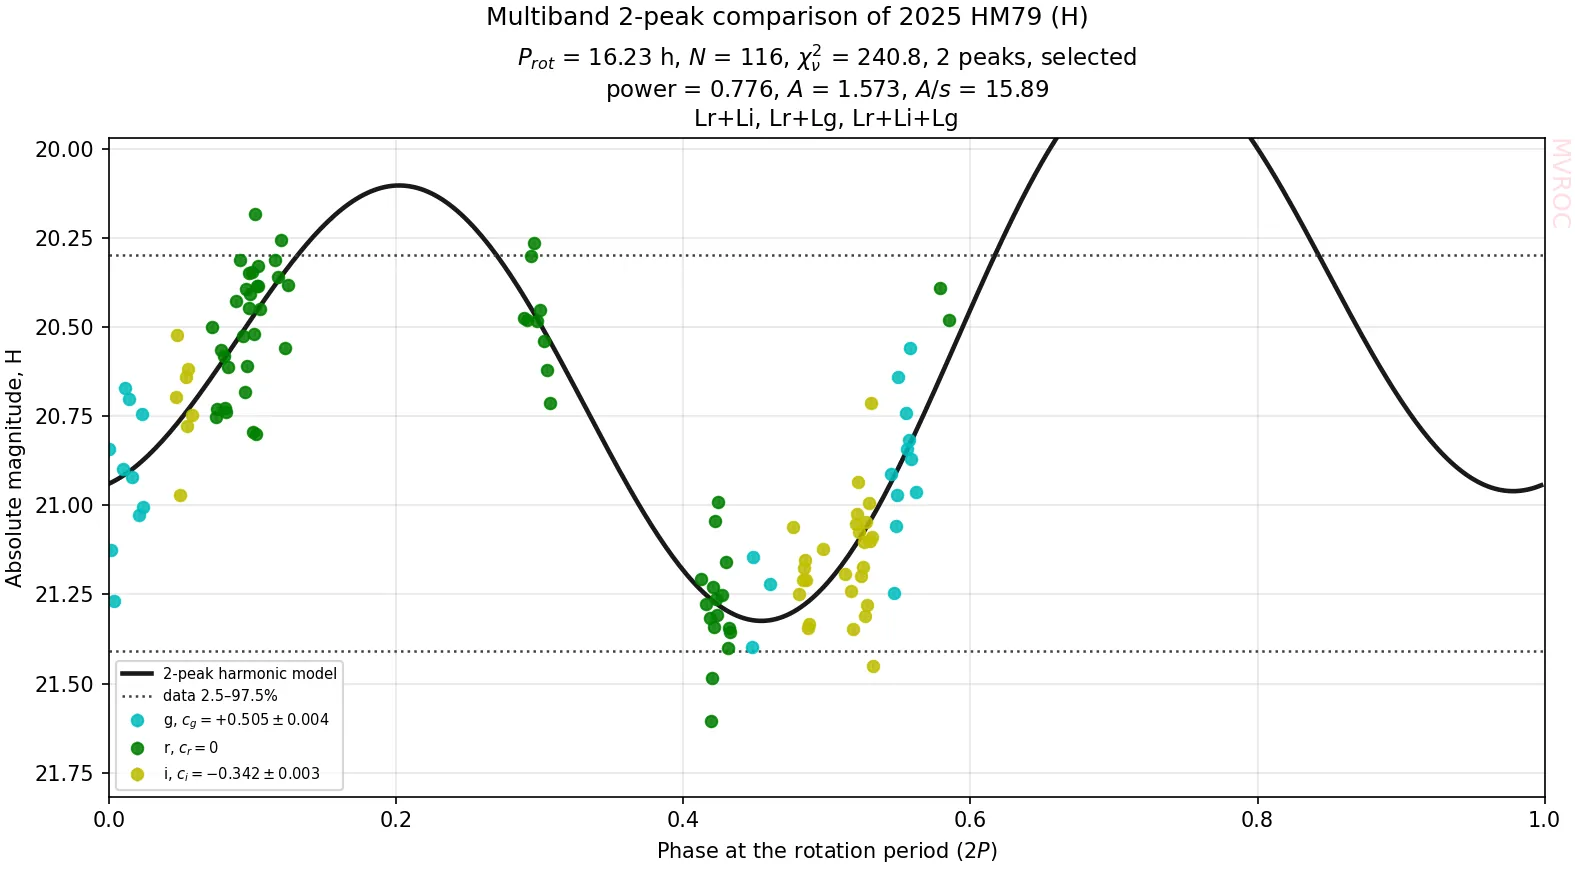 Multiband 2-peak comparison of 2025 HM79 (H)
P_rot = 16.23 h, N = 116, χ²_ν = 240.8, 2 peaks, selected
power = 0.776, A = 1.573, A/s = 15.89
Lr+Li, Lr+Lg, Lr+Li+Lg
MVROC
Absolute magnitude, H
20.00
20.25
20.50
20.75
21.00
21.25
21.50
21.75
2-peak harmonic model
data 2.5–97.5%
g, c_g = +0.505 ± 0.004
r, c_r = 0
i, c_i = −0.342 ± 0.003
0.0 0.2 0.4 0.6 0.8 1.0
Phase at the rotation period (2P)